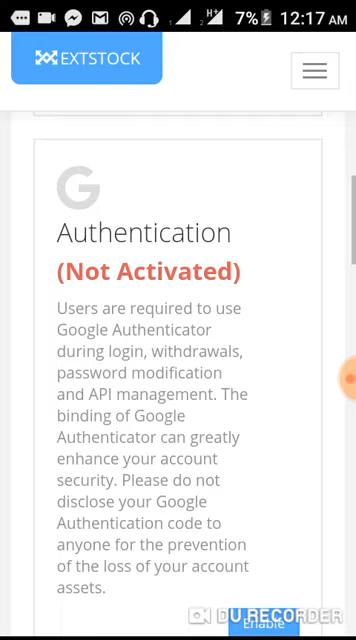 1 2 H+ 7% 12:17 AM
EXTSTOCK
G
Authentication
(Not Activated)
Users are required to use
Google Authenticator
during login, withdrawals,
password modification
and API management. The
binding of Google
Authenticator can greatly
enhance your account
security. Please do not
disclose your Google
Authentication code to
anyone for the prevention
of the loss of your account
assets.
Enable
DU RECORDER